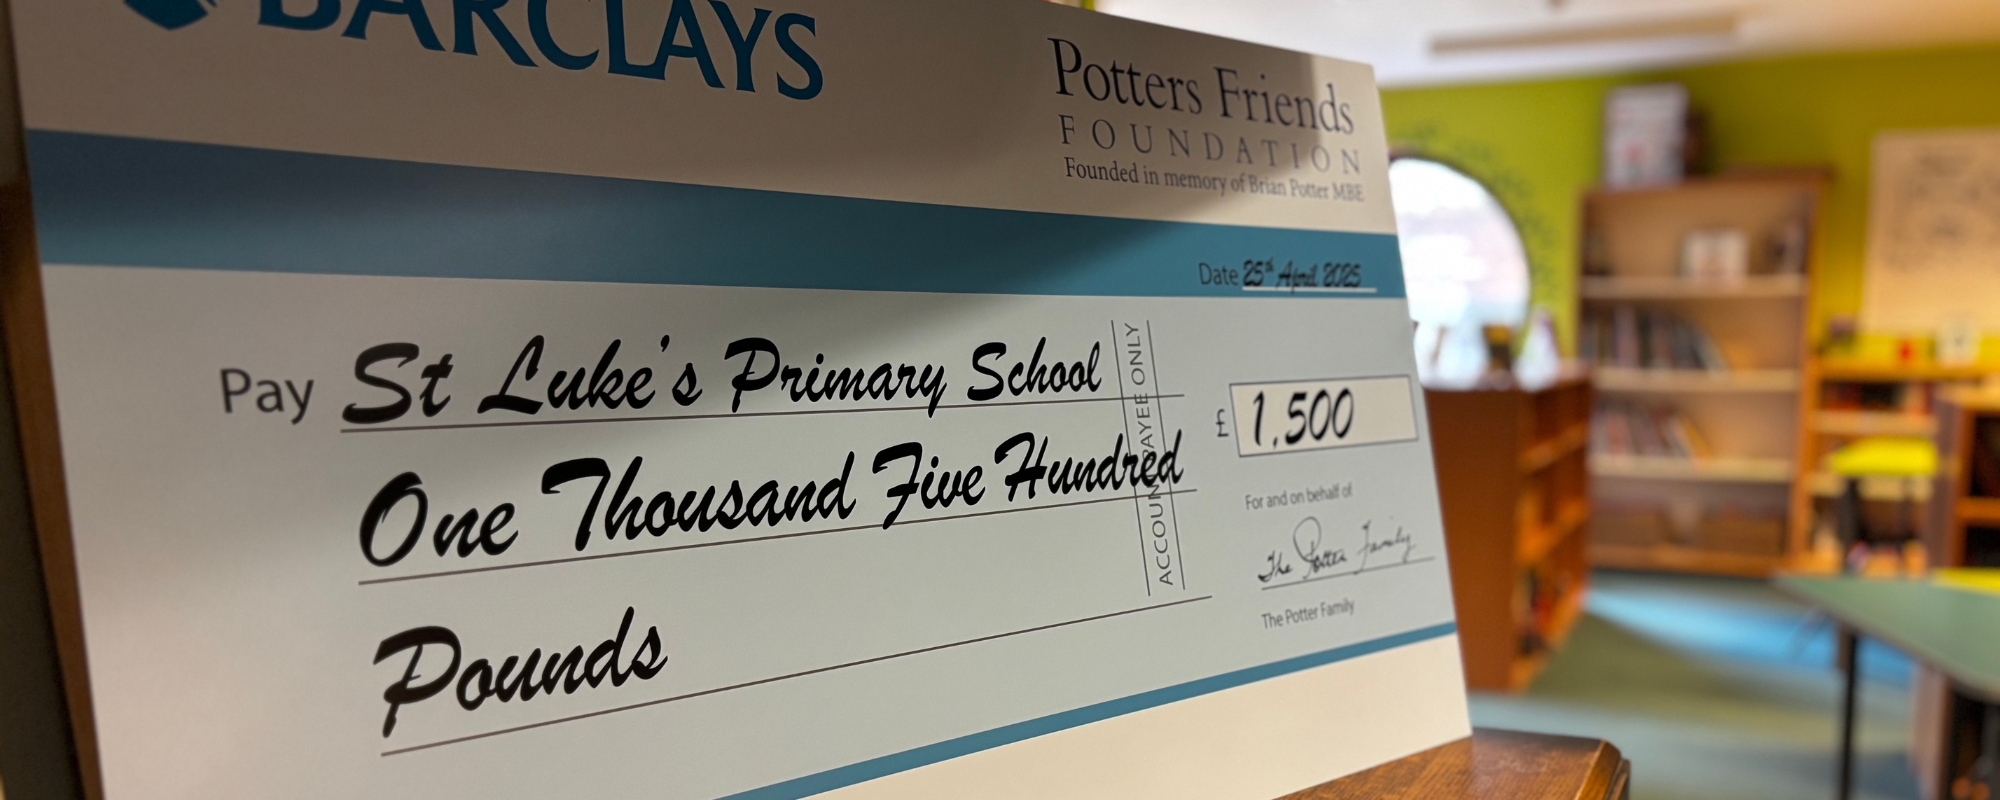 BARCLAYS
Potters Friends
FOUNDATION
Founded in memory of Brian Potter MBE
Date 25th April 2025
Pay St Luke's Primary School
One Thousand Five Hundred
Pounds
ACCOUNT PAYEE ONLY
£ 1,500
For and on behalf of
The Potter Family
The Potter Family